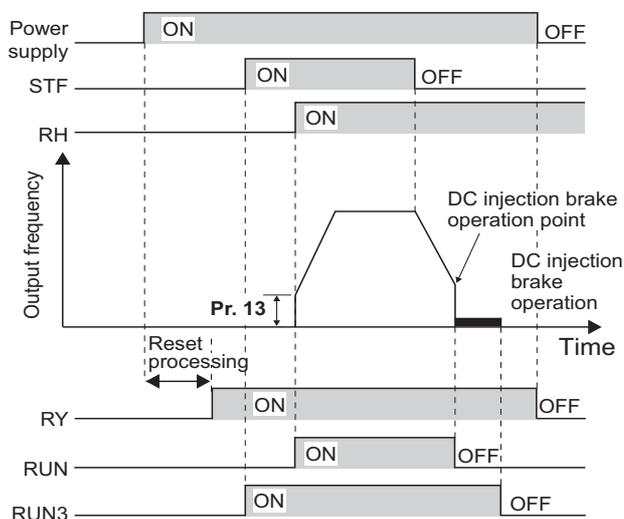 Power
supply
ON
OFF
STF
ON
OFF
RH
ON
Output frequency
DC injection brake
operation point
DC injection
brake
operation
Pr. 13
Time
Reset
processing
RY
ON
OFF
RUN
ON
OFF
RUN3
ON
OFF